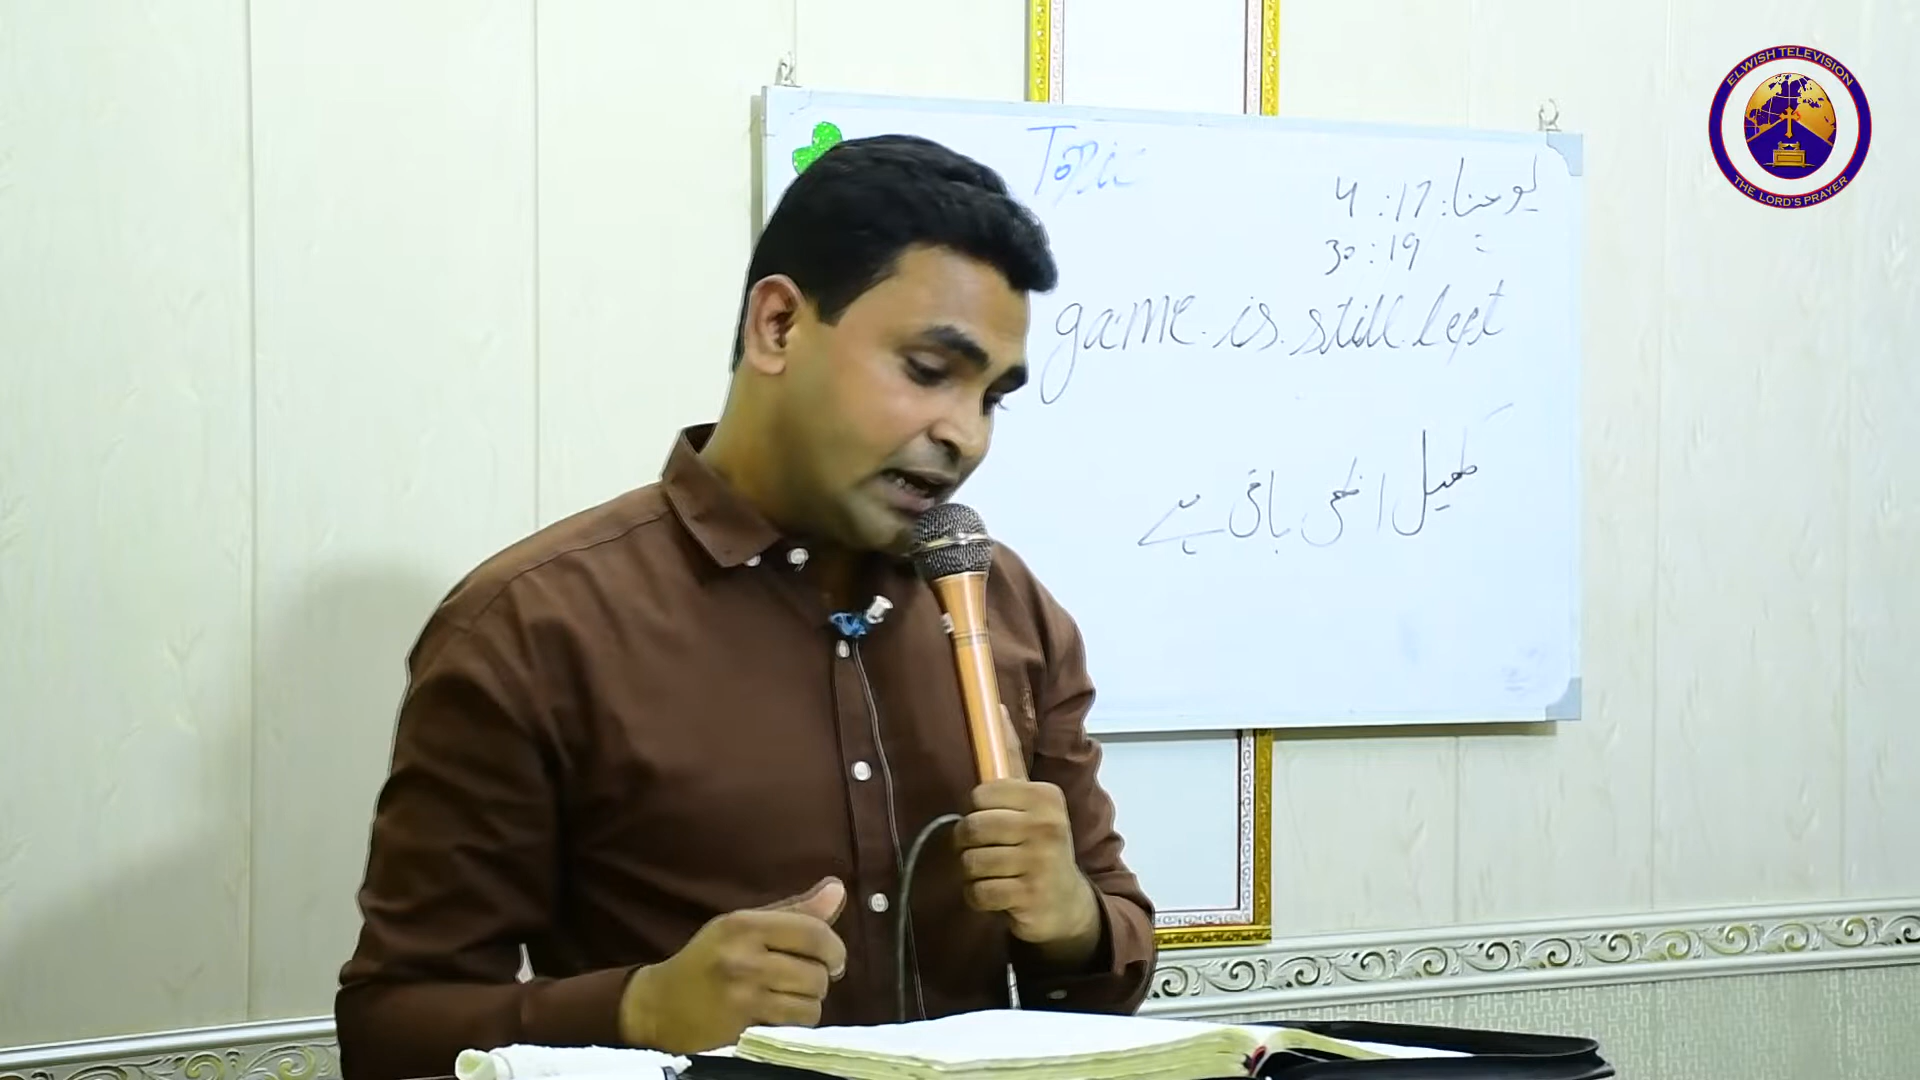 ELWISH TELEVISION
THE LORD'S PRAYER
Topic
یوحنا: 17: 4
" 19: 30
game is still left
کھیل ابھی باقی ہے